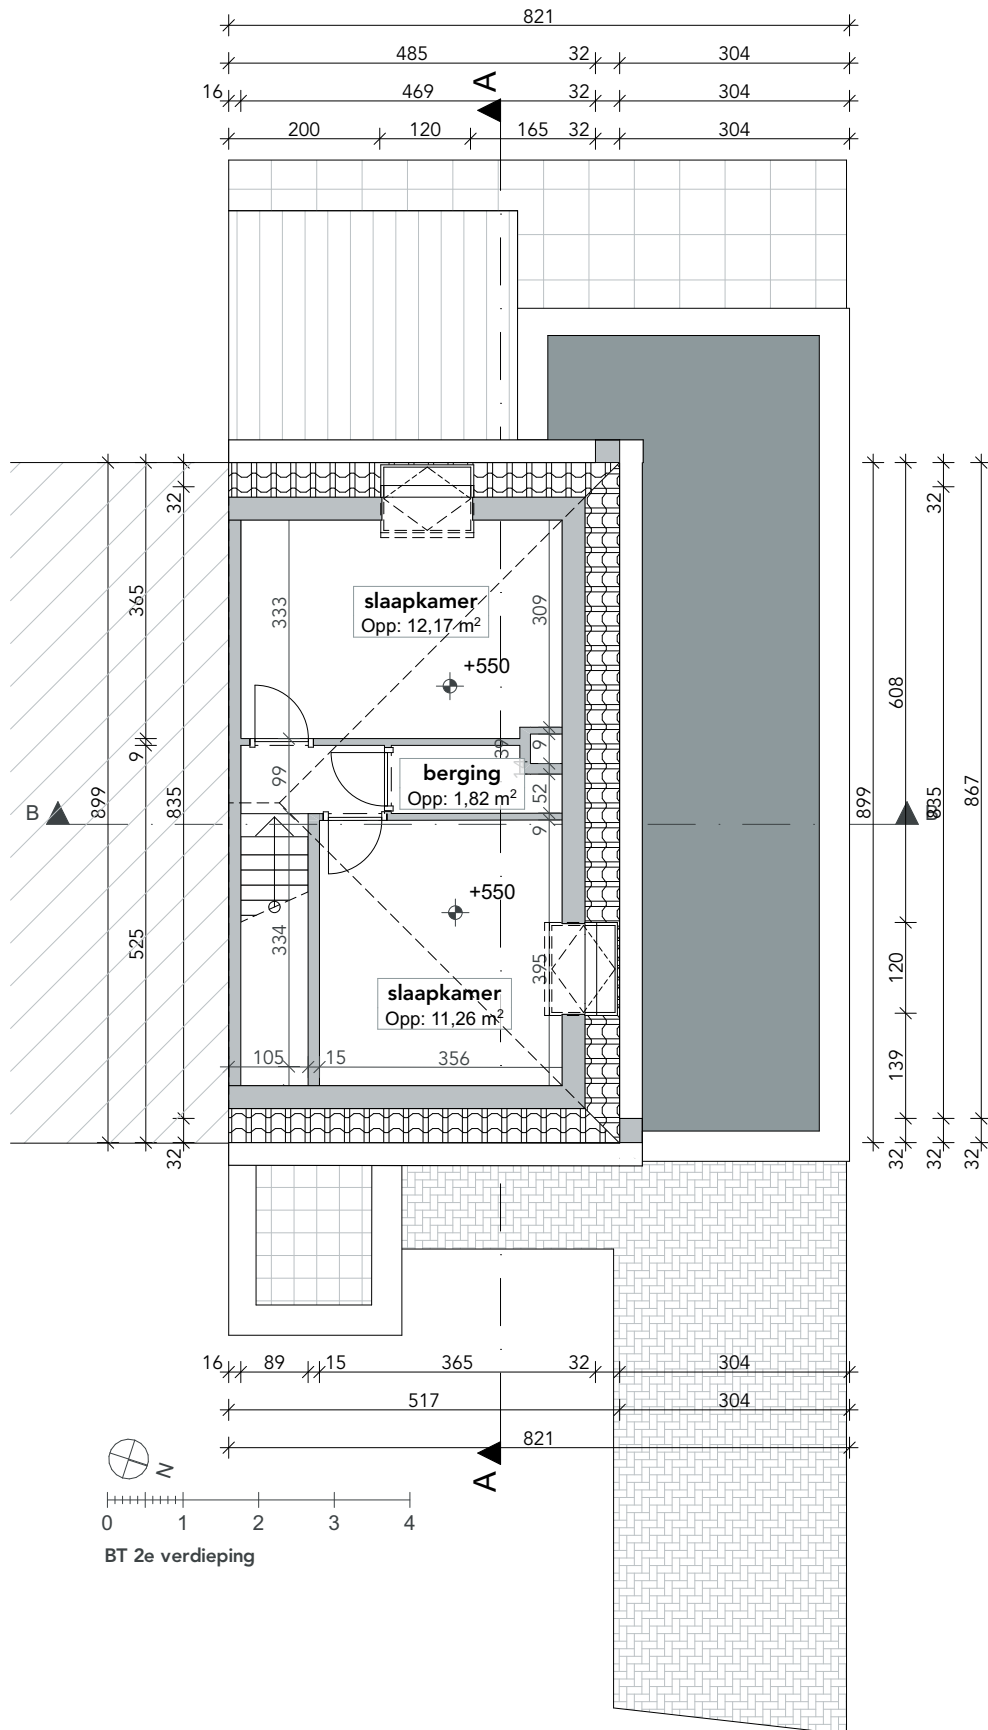 821
485 32 304
A
16 469 32 304
200 120 165 32 304
32
365
9
899
835
525
32
B
333
slaapkamer
Opp: 12,17 m²
309
+550
39
9
99
berging
Opp: 1,82 m²
52
9
+550
334
395
slaapkamer
Opp: 11,26 m²
105 15 356
32
608
867
899
835
120
139
32 32 32
16 89 15 365 32 304
517 304
821
A
N
0 1 2 3 4
BT 2e verdieping